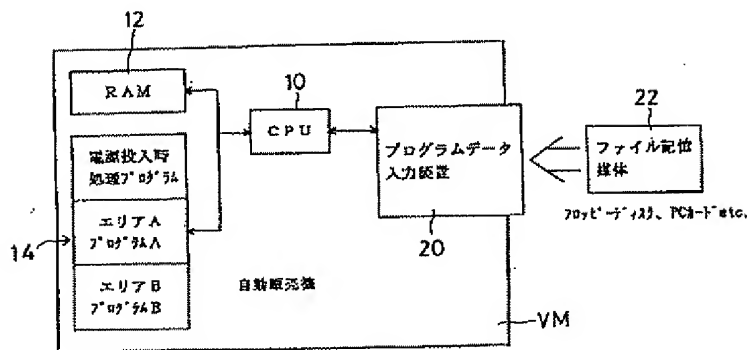 12
RAM
10
CPU
電源投入時
処理プログラム
エリアA
プログラムA
エリアB
プログラムB
14
プログラムデータ
入力装置
20
22
ファイル記憶
媒体
フロッピーディスク、PCカードetc.
自動販売機
VM